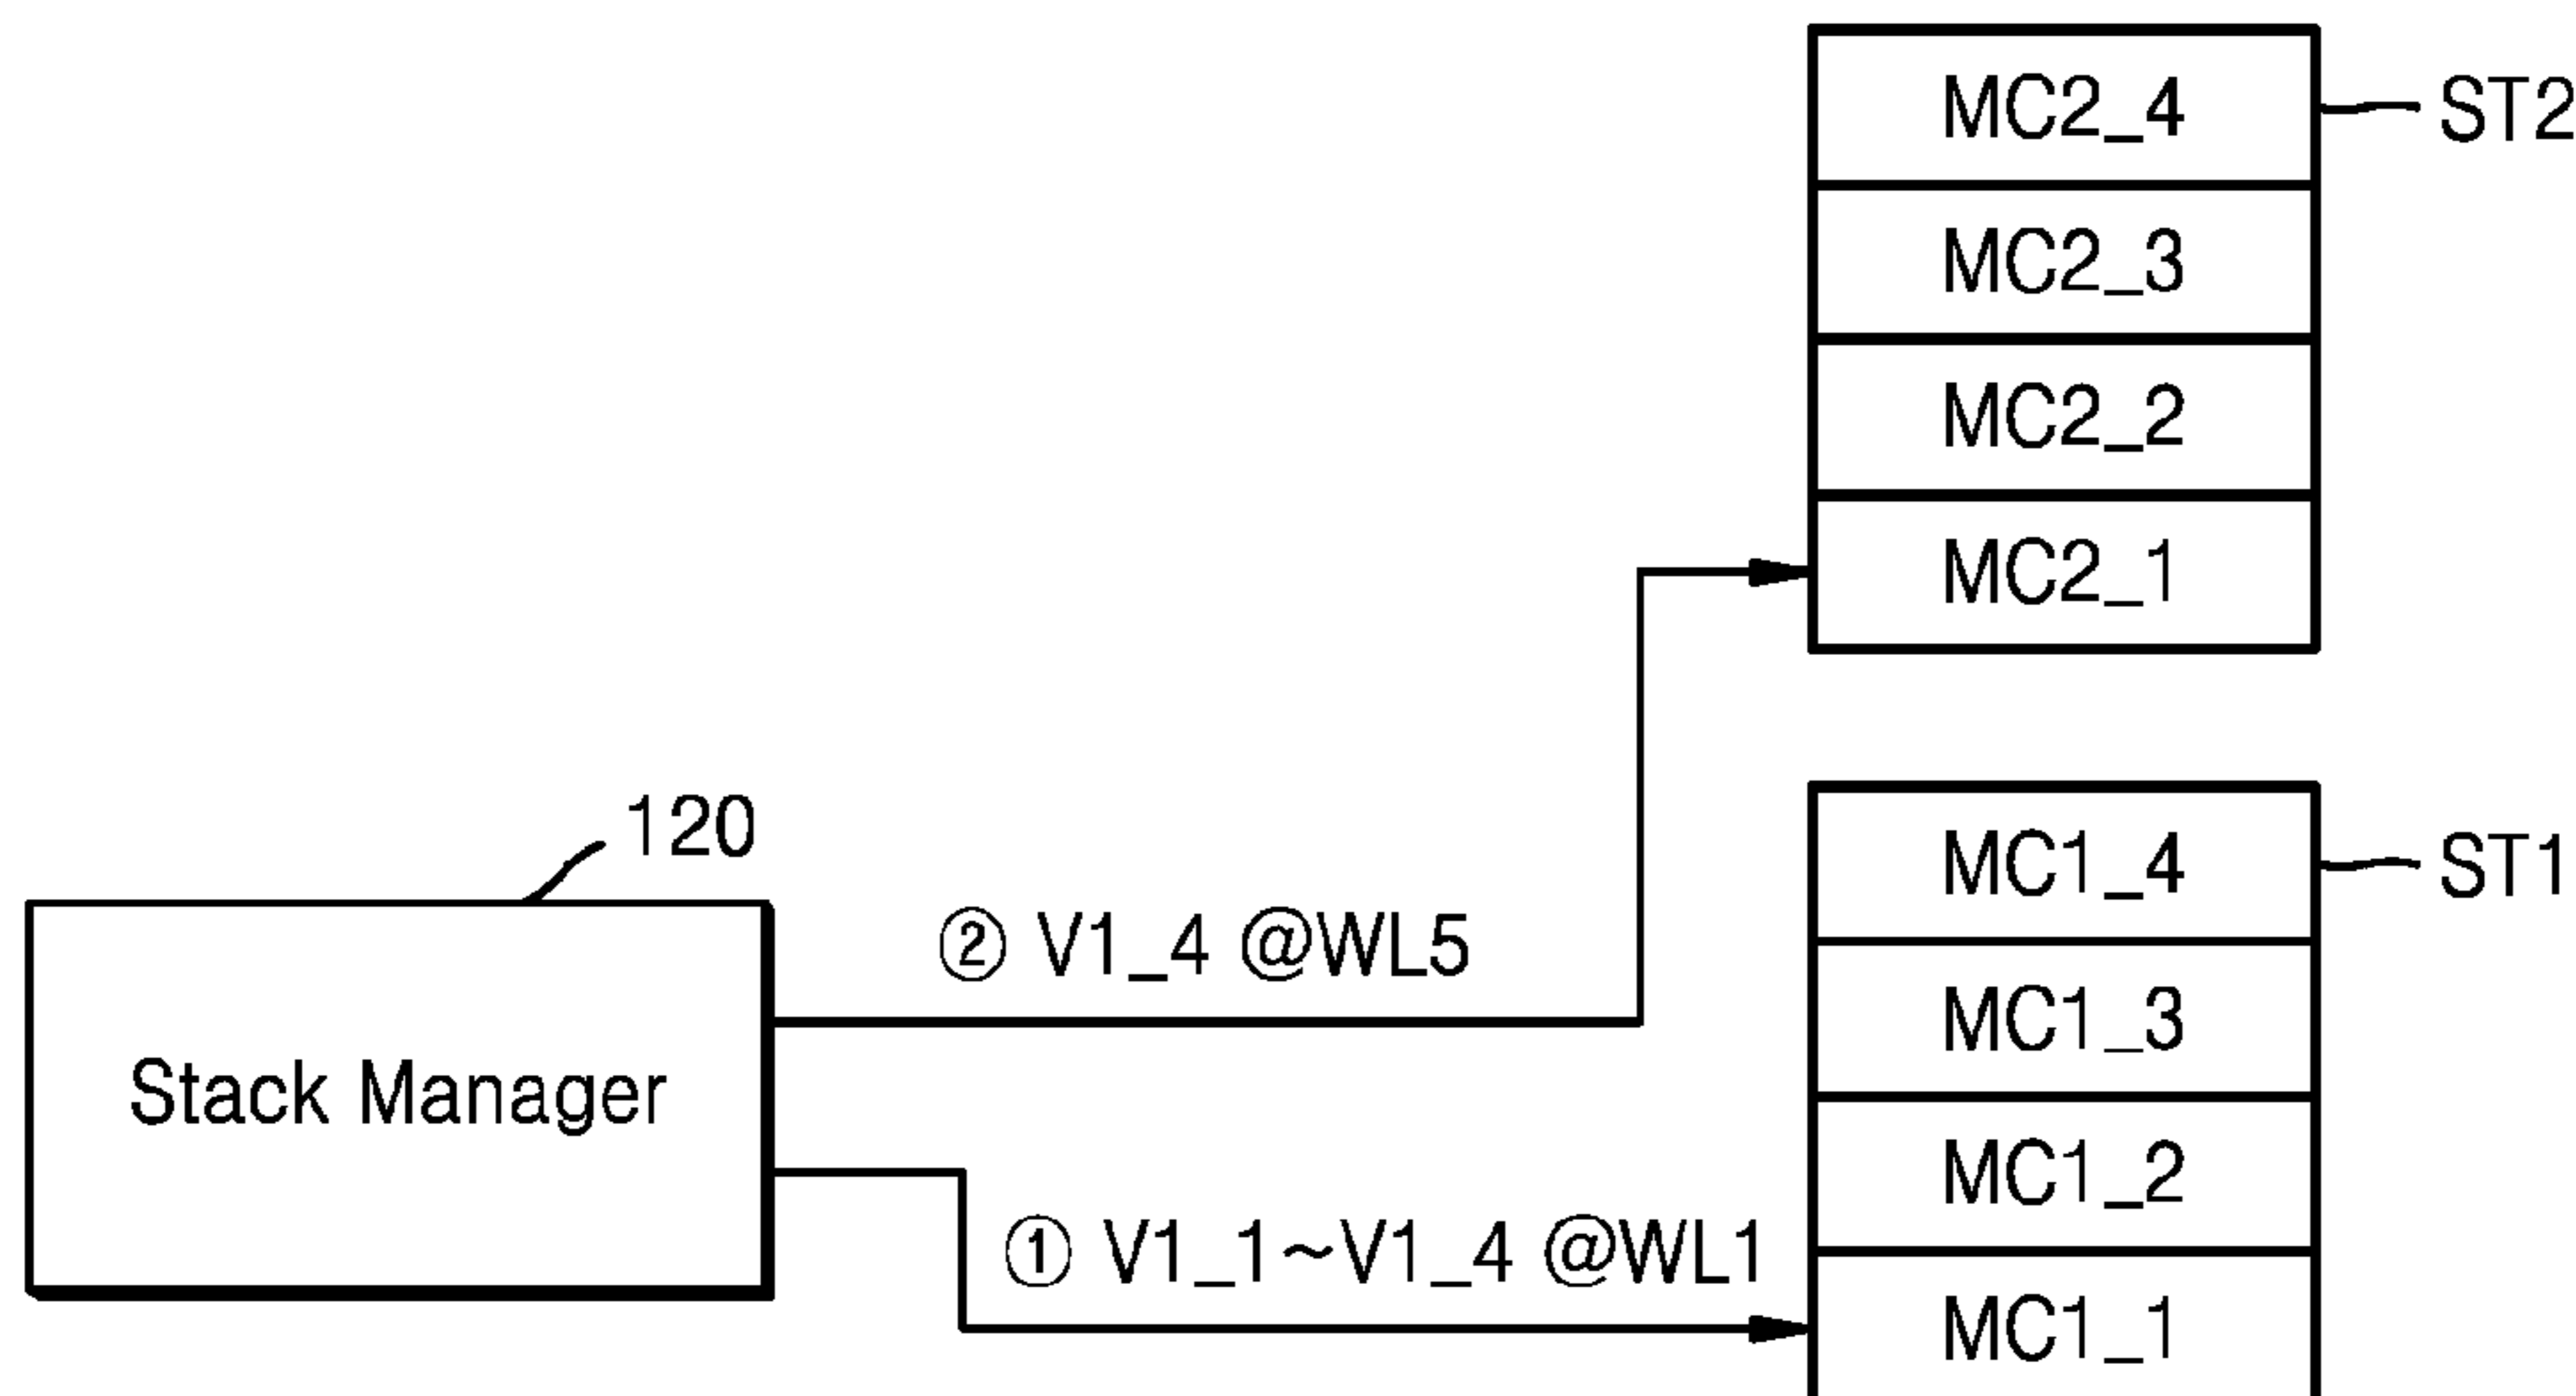 MC2_4
ST2
MC2_3
MC2_2
MC2_1
120
MC1_4
ST1
② V1_4 @WL5
MC1_3
Stack Manager
MC1_2
① V1_1~V1_4 @WL1
MC1_1